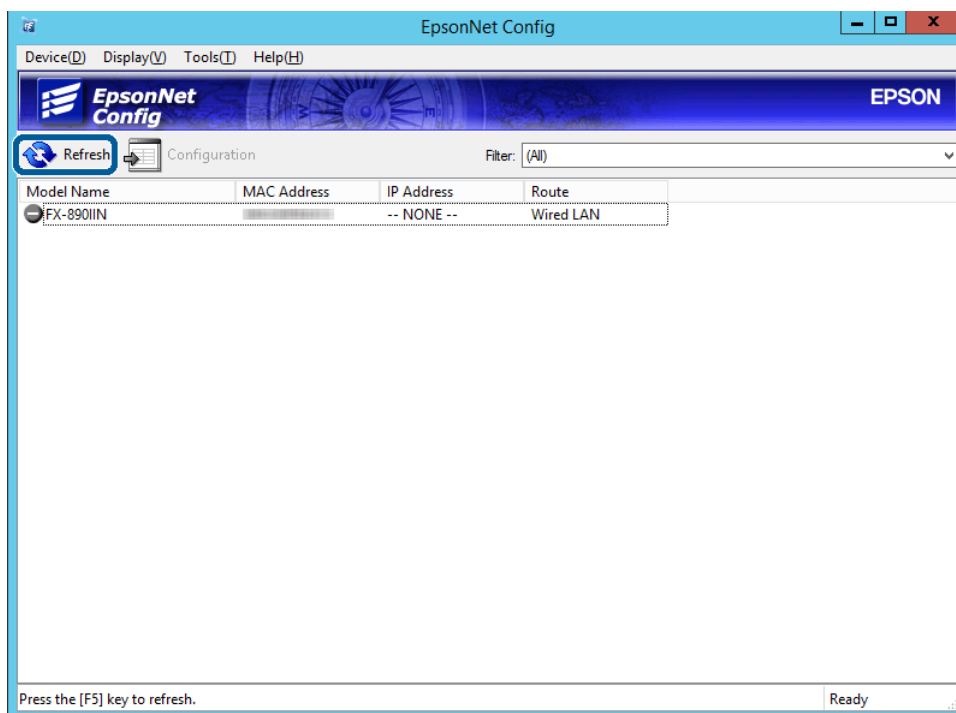 EpsonNet Config
Device(D) Display(V) Tools(T) Help(H)
EpsonNet
Config
EPSON
Refresh Configuration Filter: (All)
Model Name MAC Address IP Address Route
FX-890IIN -- NONE -- Wired LAN
Press the [F5] key to refresh. Ready